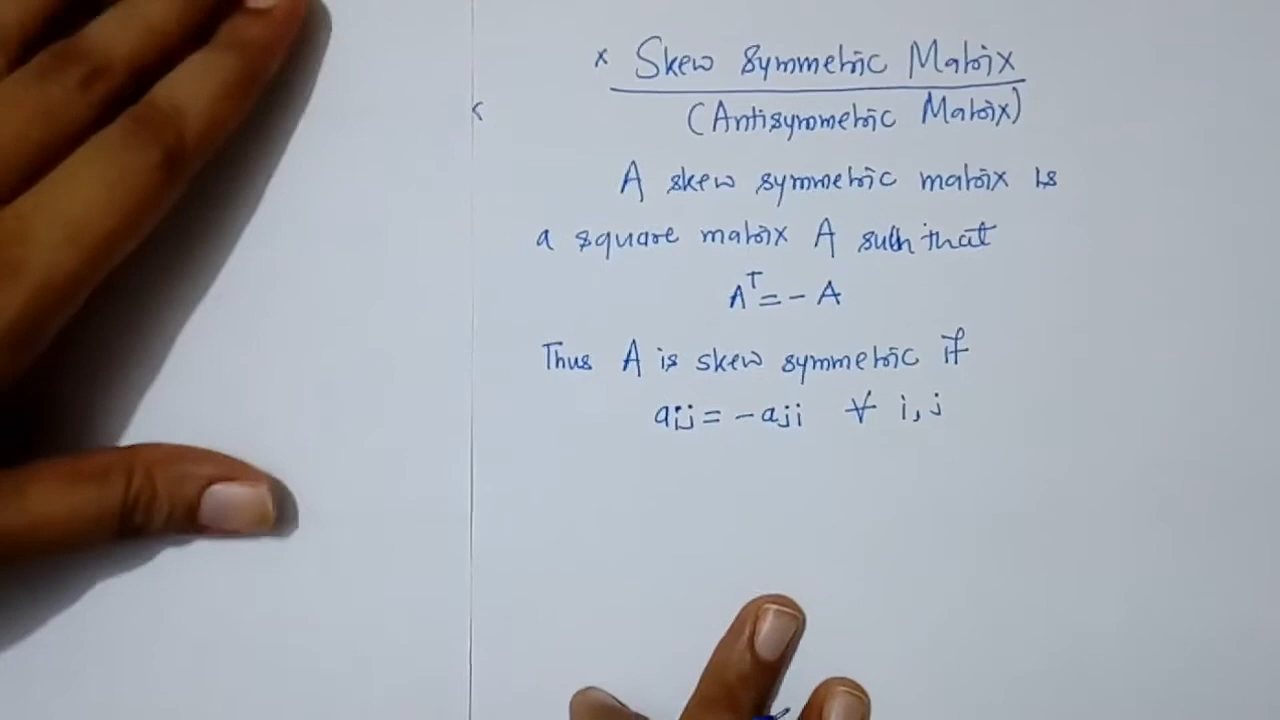 x Skew symmetric Matrix
(Antisymmetric Matrix)
A skew symmetric matrix is
a square matrix A such that
Aᵀ = - A
Thus A is skew symmetric if
aij = - aji ∀ i, j